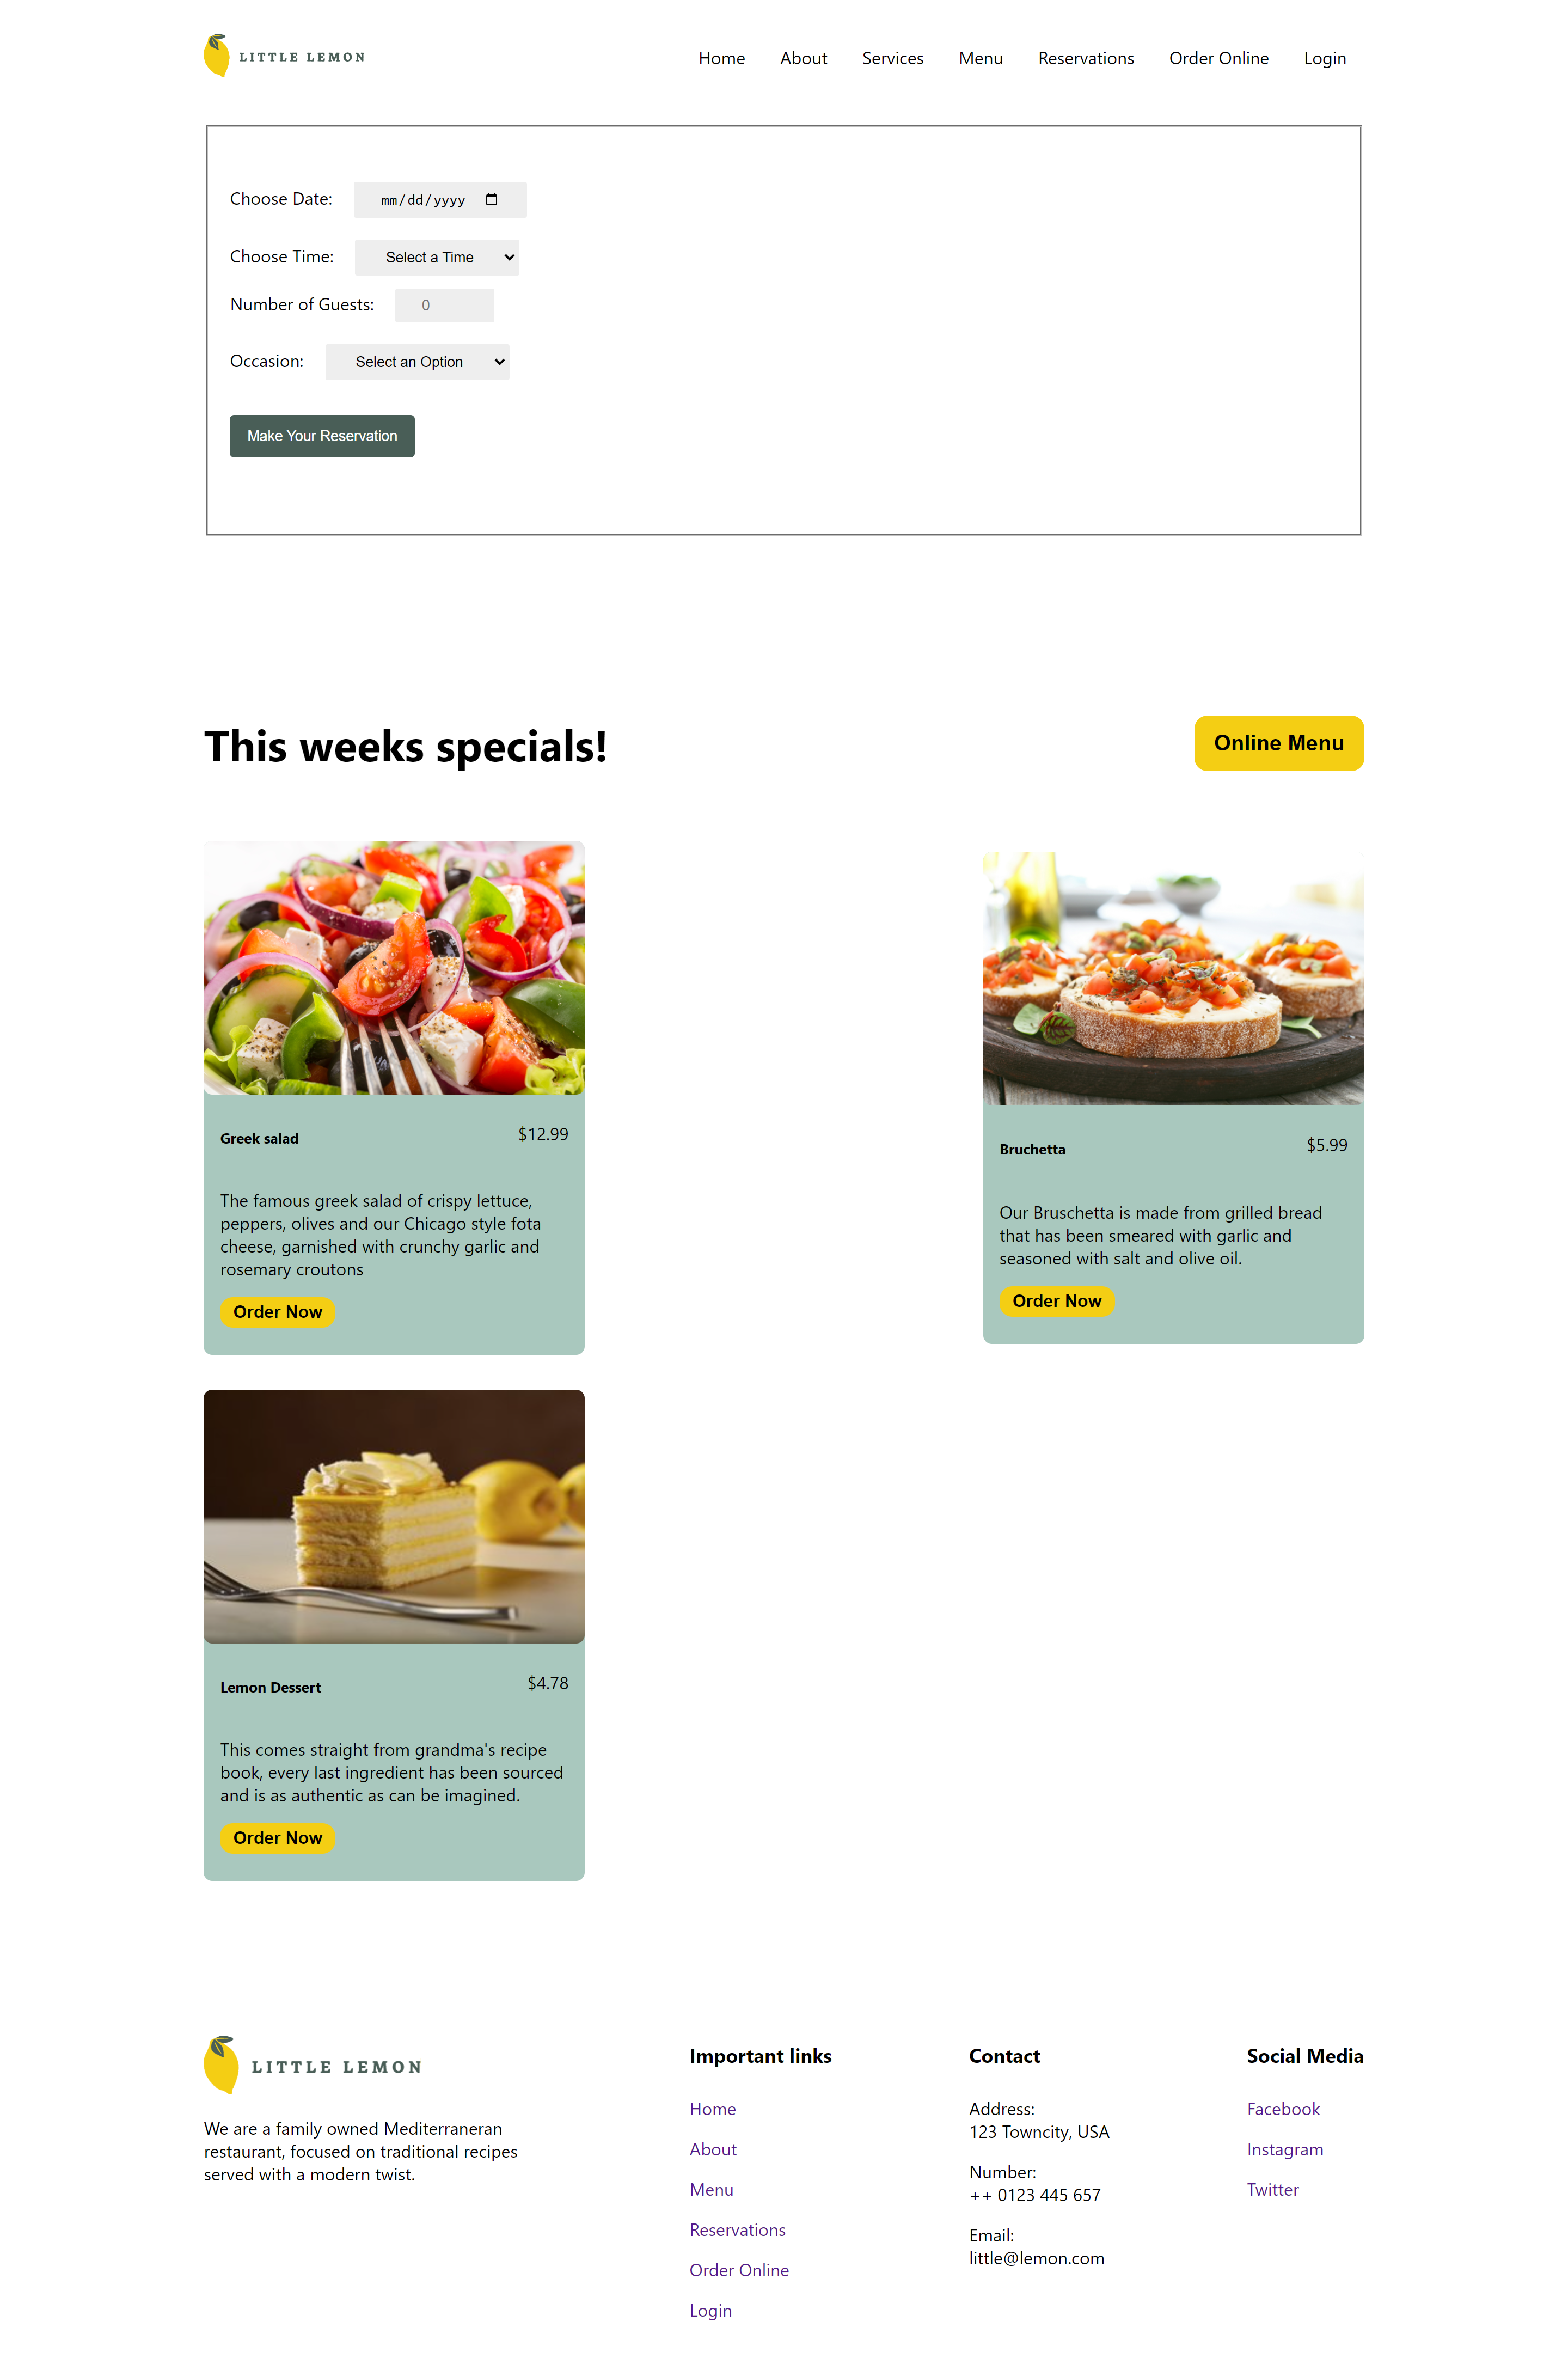 LITTLE LEMON
Home About Services Menu Reservations Order Online Login
Choose Date: mm/dd/yyyy
Choose Time: Select a Time
Number of Guests: 0
Occasion: Select an Option
Make Your Reservation
This weeks specials!
Online Menu
Greek salad $12.99
The famous greek salad of crispy lettuce,
peppers, olives and our Chicago style fota
cheese, garnished with crunchy garlic and
rosemary croutons
Order Now
Bruchetta $5.99
Our Bruschetta is made from grilled bread
that has been smeared with garlic and
seasoned with salt and olive oil.
Order Now
Lemon Dessert $4.78
This comes straight from grandma's recipe
book, every last ingredient has been sourced
and is as authentic as can be imagined.
Order Now
LITTLE LEMON
We are a family owned Mediterraneran
restaurant, focused on traditional recipes
served with a modern twist.
Important links
Home
About
Menu
Reservations
Order Online
Login
Contact
Address:
123 Towncity, USA
Number:
++ 0123 445 657
Email:
little@lemon.com
Social Media
Facebook
Instagram
Twitter